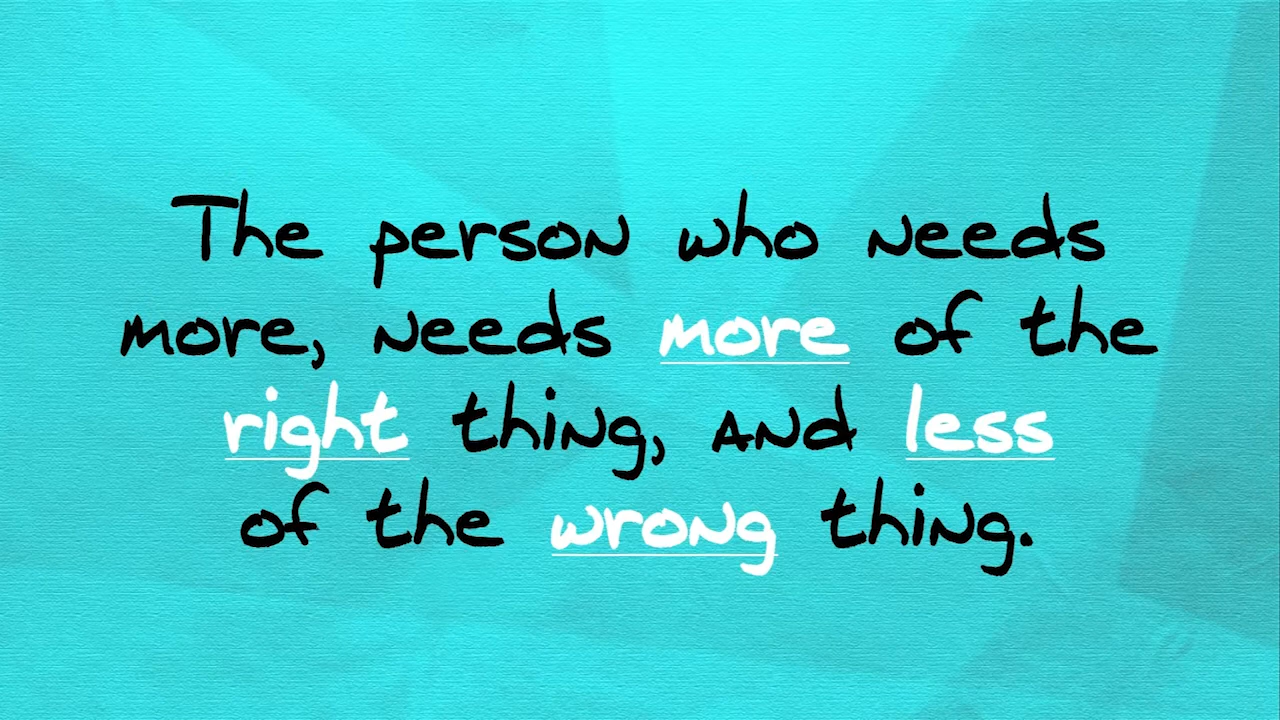 The person who needs
more, needs more of the
right thing, and less
of the wrong thing.